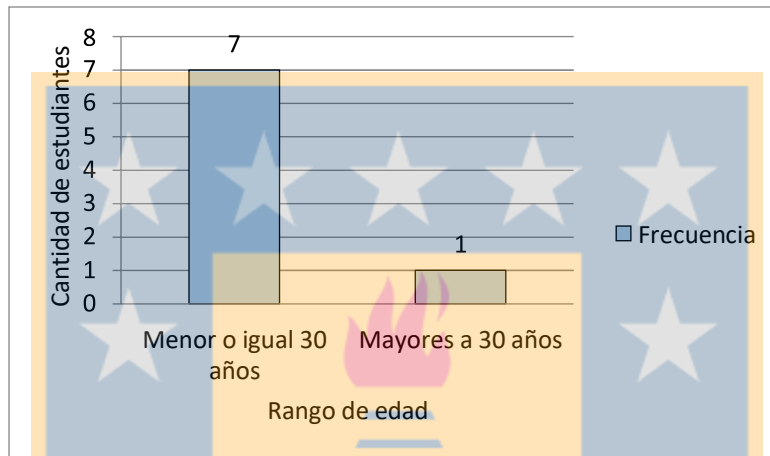 Cantidad de estudiantes
8
7
6
5
4
3
2
1
0
7
1
Menor o igual 30
años
Mayores a 30 años
Rango de edad
Frecuencia